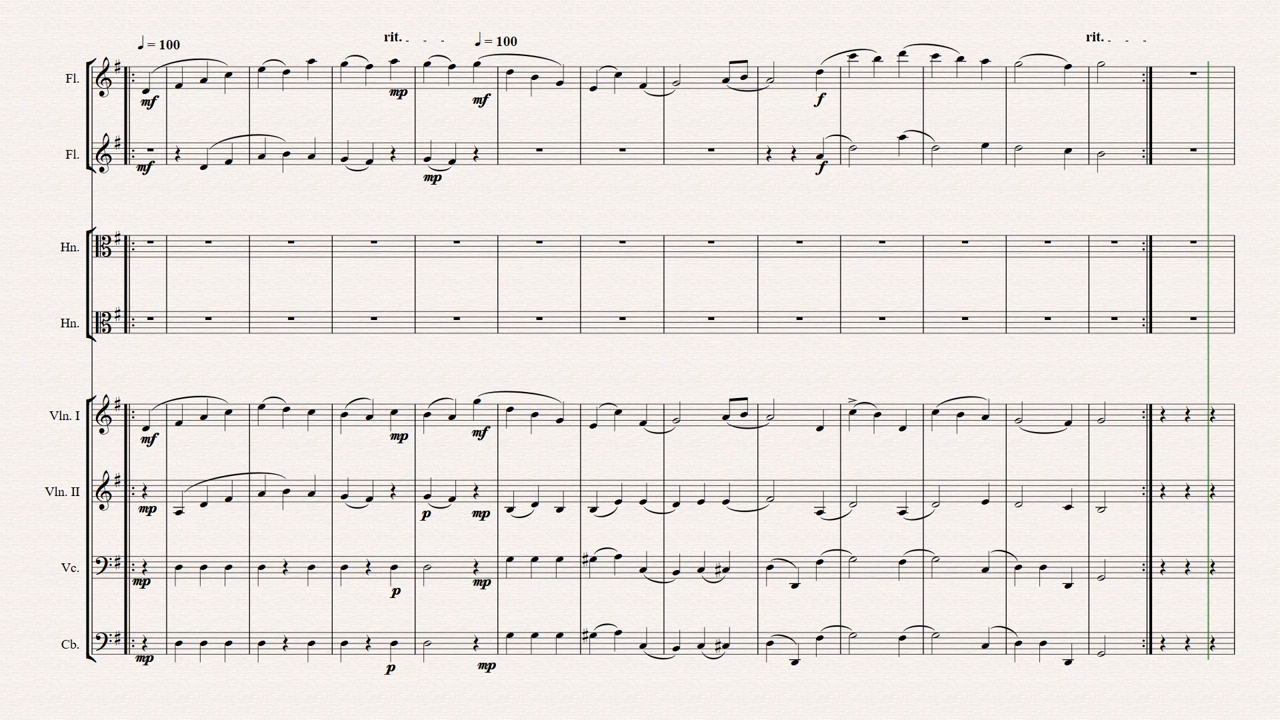 ♩ = 100 rit. ♩ = 100 rit.
Fl.
mf mp mf f
Fl.
mf mp f
Hn.
Hn.
Vln. I
mf mp mf
Vln. II
mp p mp
Vc.
mp p mp
Cb.
mp p mp